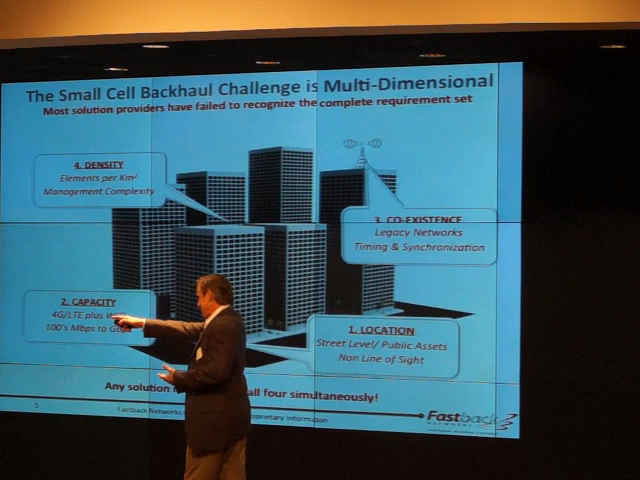 The Small Cell Backhaul Challenge is Multi-Dimensional
Most solution providers have failed to recognize the complete requirement set
4. DENSITY
Elements per Km²
Management Complexity
3. CO-EXISTENCE
Legacy Networks
Timing & Synchronization
2. CAPACITY
4G/LTE plus
100's Mbps to
1. LOCATION
Street Level/ Public Assets
Non Line of Sight
Any solution all four simultaneously!
5
Fastback Networks Information
Fastback
NETWORKS